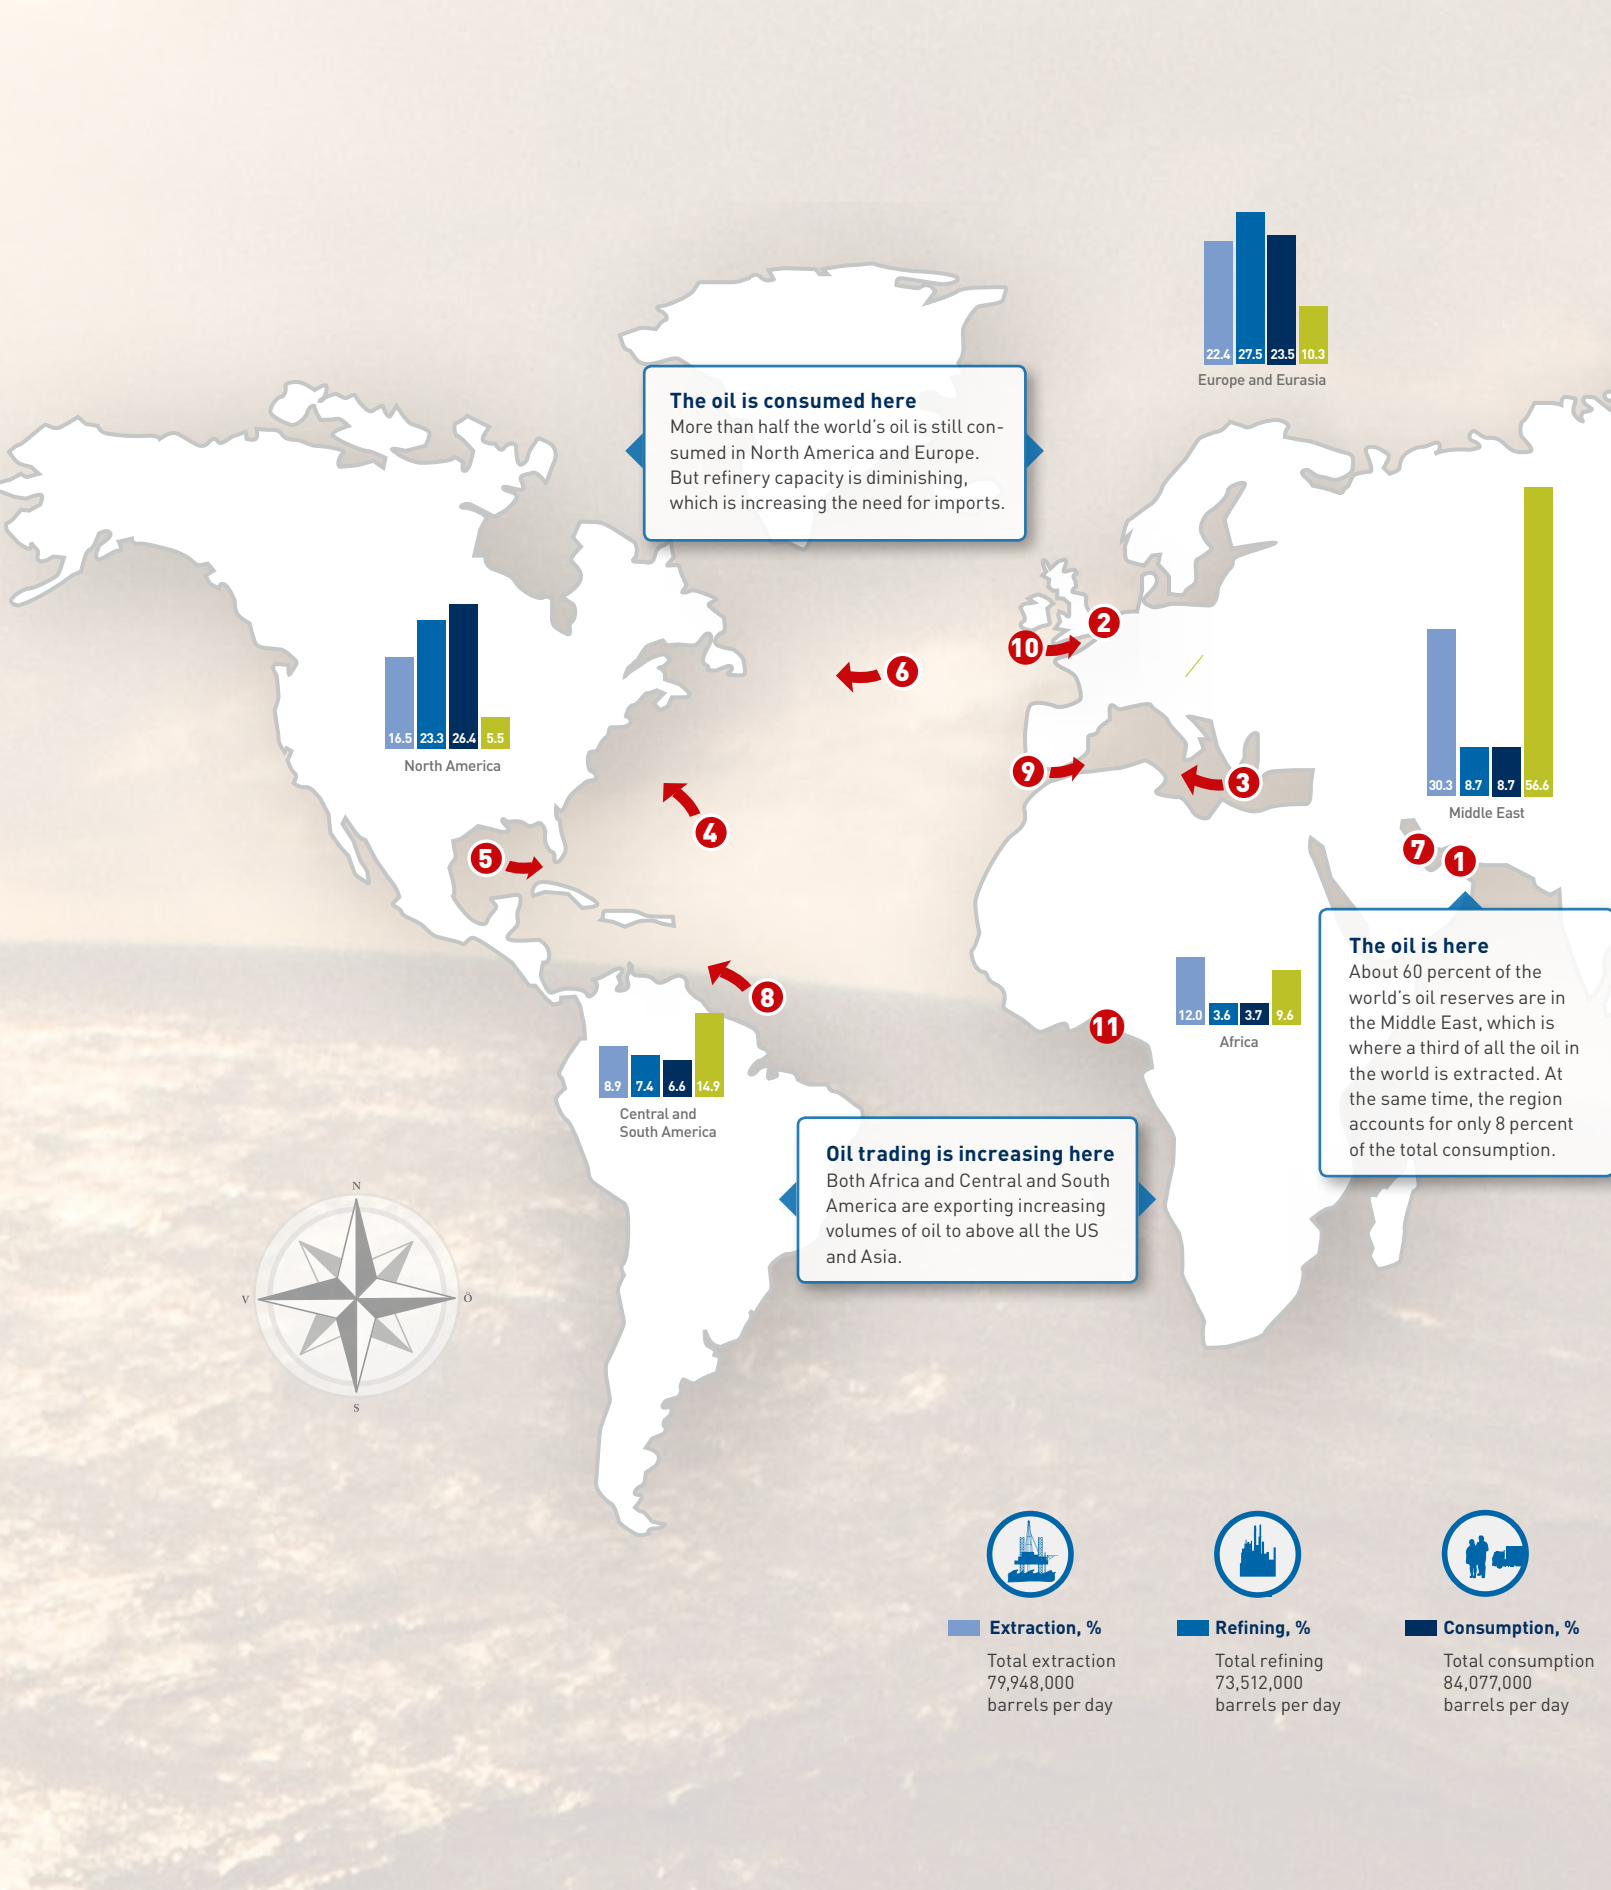 22.4 27.5 23.5 10.3
Europe and Eurasia
The oil is consumed here
More than half the world's oil is still con-
sumed in North America and Europe.
But refinery capacity is diminishing,
which is increasing the need for imports.
2
10
6
16.5 23.3 26.4 5.5
North America
9
3
30.3 8.7 8.7 56.6
Middle East
4
5
7
1
8
11
12.0 3.6 3.7 9.6
Africa
8.9 7.4 6.6 14.9
Central and
South America
The oil is here
About 60 percent of the
world's oil reserves are in
the Middle East, which is
where a third of all the oil in
the world is extracted. At
the same time, the region
accounts for only 8 percent
of the total consumption.
Oil trading is increasing here
Both Africa and Central and South
America are exporting increasing
volumes of oil to above all the US
and Asia.
N
V
Ö
S
Extraction, %
Total extraction
79,948,000
barrels per day
Refining, %
Total refining
73,512,000
barrels per day
Consumption, %
Total consumption
84,077,000
barrels per day